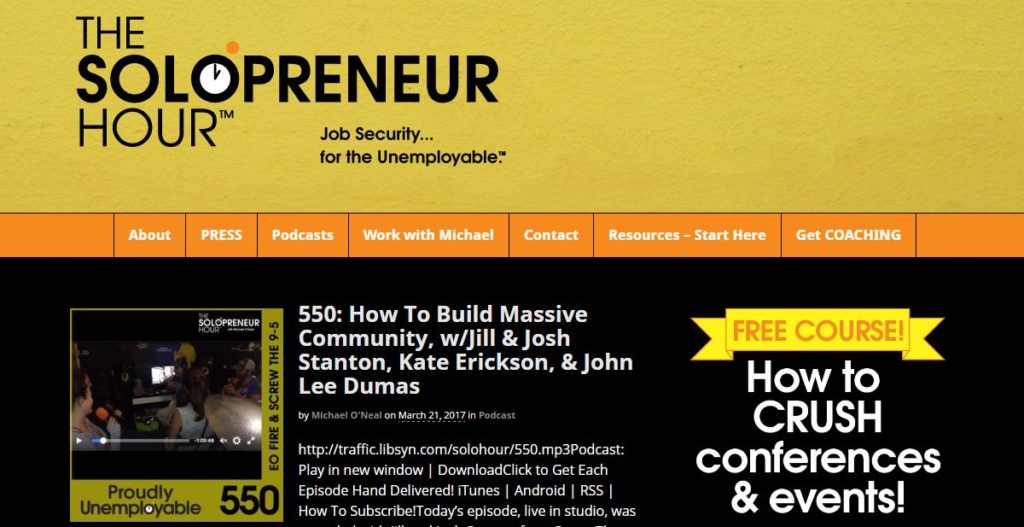 THE
SOLOPRENEUR
HOUR™
Job Security...
for the Unemployable.™
About
PRESS
Podcasts
Work with Michael
Contact
Resources – Start Here
Get COACHING
THE
SOLOPRENEUR
HOUR
EO FIRE & SCREW THE 9-5
-1:05:48
Proudly
Unemployable
550
550: How To Build Massive
Community, w/Jill & Josh
Stanton, Kate Erickson, & John
Lee Dumas
by Michael O'Neal on March 21, 2017 in Podcast
http://traffic.libsyn.com/solohour/550.mp3Podcast:
Play in new window | DownloadClick to Get Each
Episode Hand Delivered! iTunes | Android | RSS |
How To Subscribe!Today's episode, live in studio, was
FREE COURSE!
How to
CRUSH
conferences
& events!